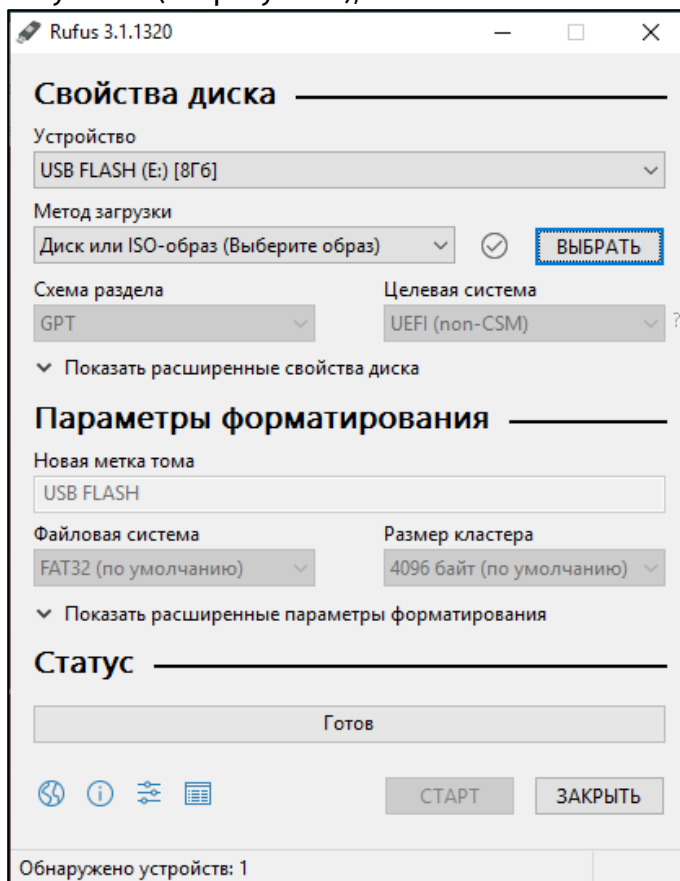 Rufus 3.1.1320
Свойства диска
Устройство
USB FLASH (E:) [8Гб]
Метод загрузки
Диск или ISO-образ (Выберите образ)
ВЫБРАТЬ
Схема раздела
Целевая система
GPT
UEFI (non-CSM)
?
Показать расширенные свойства диска
Параметры форматировани
Новая метка тома
USB FLASH
Файловая система
Размер кластера
FAT32 (по умолчанию)
4096 байт (по умолчанию)
Показать расширенные параметры форматирования
Статус
Готов
СТАРТ
ЗАКРЫТЬ
Обнаружено устройств: 1